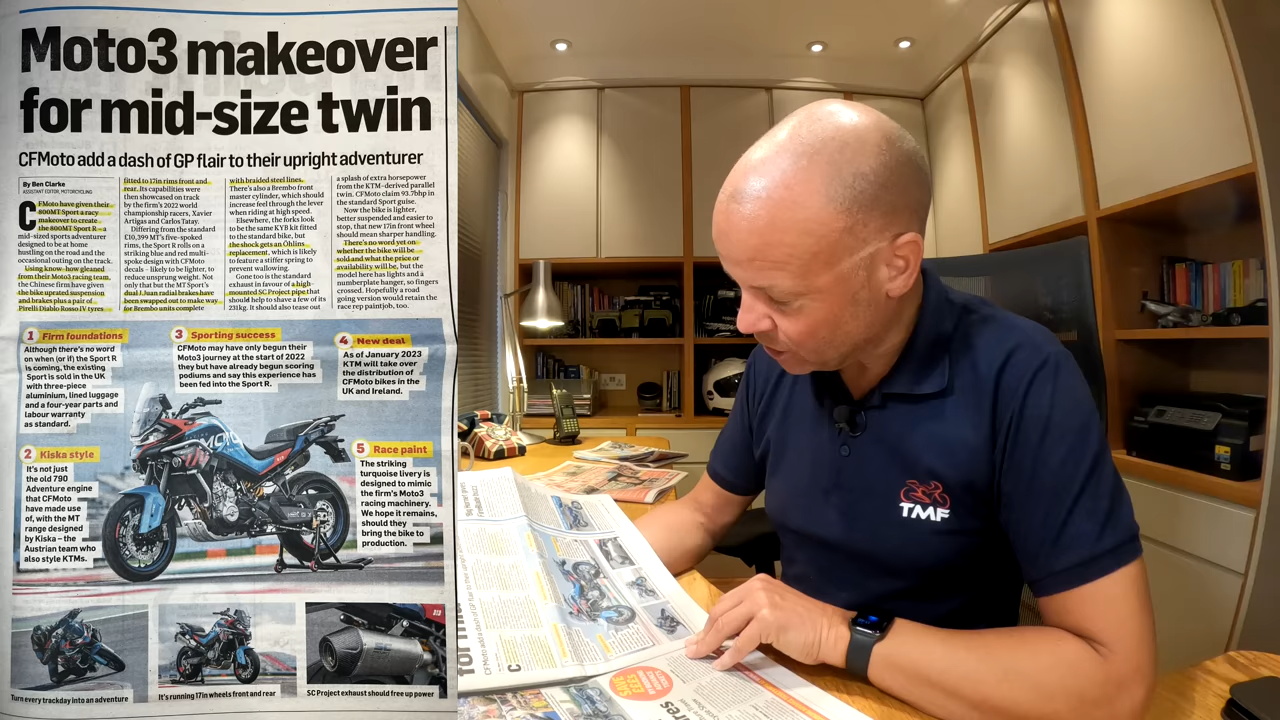 Moto3 makeover
for mid-size twin
CFMoto add a dash of GP flair to their upright adventurer
By Ben Clarke
ASSISTANT EDITOR, MOTORCYCLING
CFMoto have given their
800MT Sport a racy
makeover to create
the 800MT Sport R – a
mid-sized sports adventurer
designed to be at home
hustling on the road and the
occasional outing on the track.
Using know-how gleaned
from their Moto3 racing team,
the Chinese firm have given
the bike uprated suspension
and brakes plus a pair of
Pirelli Diablo Rosso IV tyres
fitted to 17in rims front and
rear. Its capabilities were
then showcased on track
by the firm's 2022 world
championship racers, Xavier
Artigas and Carlos Tatay.
Differing from the standard
£10,399 MT's five-spoked
rims, the Sport R rolls on a
striking blue and red multi-
spoke design with CFMoto
decals – likely to be lighter, to
reduce unsprung weight. Not
only that but the MT Sport's
dual J.Juan radial brakes have
been swapped out to make way
for Brembo units complete
with braided steel lines.
There's also a Brembo front
master cylinder, which should
increase feel through the lever
when riding at high speed.
Elsewhere, the forks look
to be the same KYB kit fitted
to the standard bike, but
the shock gets an Öhlins
replacement, which is likely
to feature a stiffer spring to
prevent wallowing.
Gone too is the standard
exhaust in favour of a high-
mounted SC Project pipe that
should help to shave a few of its
231kg. It should also tease out
a splash of extra horsepower
from the KTM-derived parallel
twin. CFMoto claim 93.7bhp in
the standard Sport guise.
Now the bike is lighter,
better suspended and easier to
stop, that new 17in front wheel
should mean sharper handling.
There's no word yet on
whether the bike will be
sold and what the price or
availability will be, but the
model here has lights and a
numberplate hanger, so fingers
crossed. Hopefully a road
going version would retain the
race rep paintjob, too.
1 Firm foundations
Although there's no word
on when (or if) the Sport R
is coming, the existing
Sport is sold in the UK
with three-piece
aluminium, lined luggage
and a four-year parts and
labour warranty
as standard.
3 Sporting success
CFMoto may have only begun their
Moto3 journey at the start of 2022
they but have already begun scoring
podiums and say this experience has
been fed into the Sport R.
4 New deal
As of January 2023
KTM will take over
the distribution of
CFMoto bikes in the
UK and Ireland.
2 Kiska style
It's not just
the old 790
Adventure engine
that CFMoto
have made use
of, with the MT
range designed
by Kiska – the
Austrian team who
also style KTMs.
5 Race paint
The striking
turquoise livery is
designed to mimic
the firm's Moto3
racing machinery.
We hope it remains,
should they
bring the bike to
production.
Turn every trackday into an adventure
It's running 17in wheels front and rear
SC Project exhaust should free up power
TMF